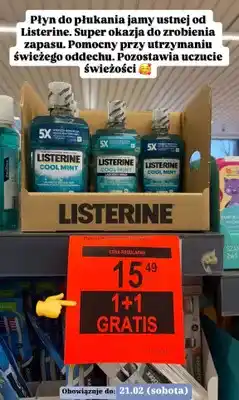 Płyn do płukania jamy ustnej od
Listerine. Super okazja do zrobienia
zapasu. Pomocny przy utrzymaniu
świeżego oddechu. Pozostawia uczucie
świeżości 🥰
5X
LISTERINE
COOL MINT
5X
LISTERINE
COOL MINT
5X
LISTERINE
COOL MINT
LISTERINE
CENA REGULARNA
15 49
1+1
GRATIS
Obowiązuje do: 21.02 (sobota)